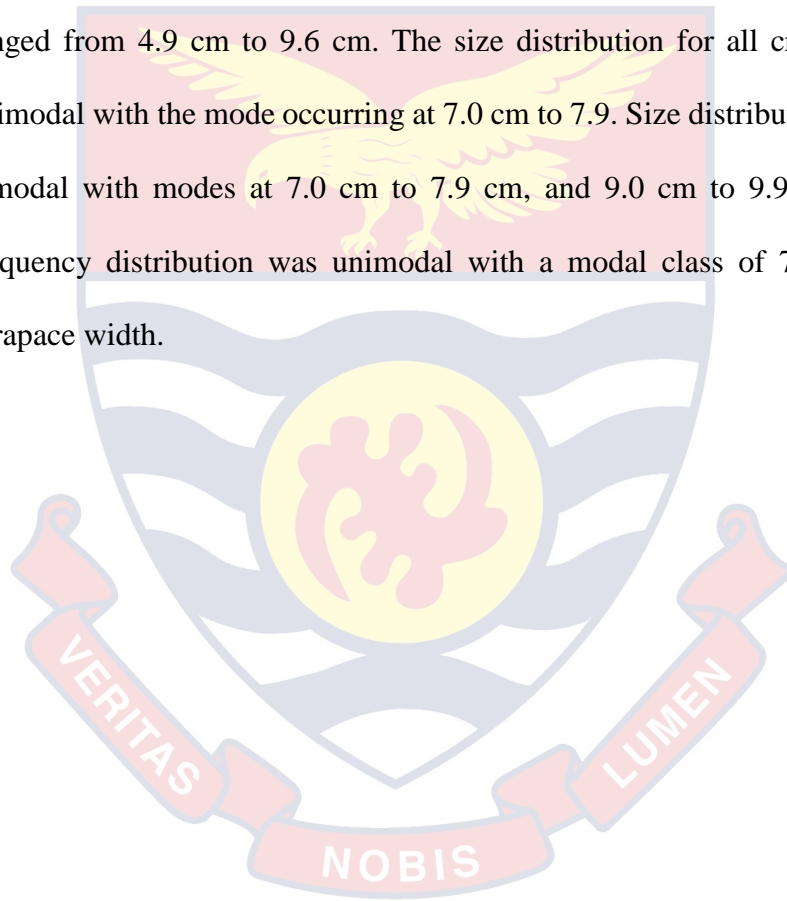 nged from 4.9 cm to 9.6 cm. The size distribution for all cr
imodal with the mode occurring at 7.0 cm to 7.9. Size distribu
modal with modes at 7.0 cm to 7.9 cm, and 9.0 cm to 9.9
quency distribution was unimodal with a modal class of 7
rapace width.
VERITAS
NOBIS
LUMEN